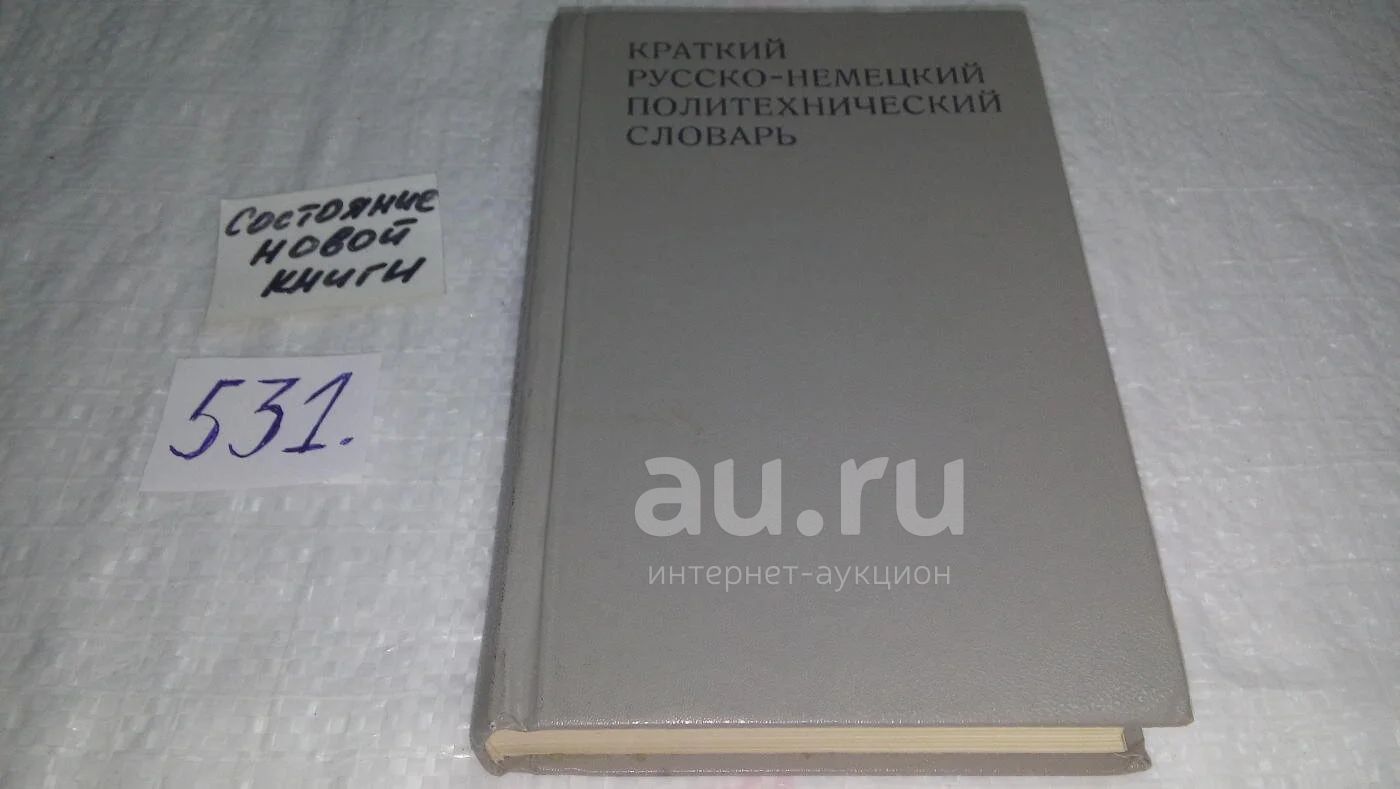 КРАТКИЙ
РУССКО-НЕМЕЦКИЙ
ПОЛИТЕХНИЧЕСКИЙ
СЛОВАРЬ
Состояние
новой
книги
531.
au.ru
интернет-аукцион